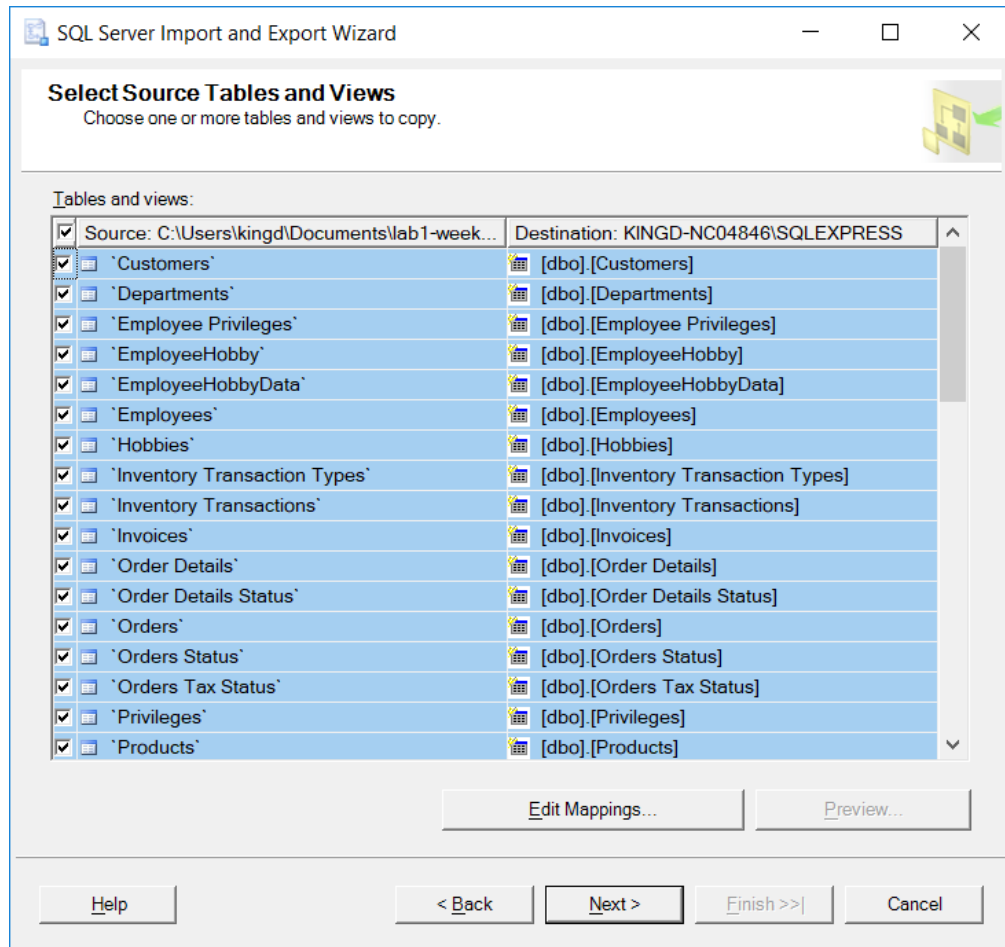 SQL Server Import and Export Wizard
Select Source Tables and Views
Choose one or more tables and views to copy.
Tables and views:
Source: C:\Users\kingd\Documents\lab1-week... Destination: KINGD-NC04846\SQLEXPRESS
`Customers` [dbo].[Customers]
`Departments` [dbo].[Departments]
`Employee Privileges` [dbo].[Employee Privileges]
`EmployeeHobby` [dbo].[EmployeeHobby]
`EmployeeHobbyData` [dbo].[EmployeeHobbyData]
`Employees` [dbo].[Employees]
`Hobbies` [dbo].[Hobbies]
`Inventory Transaction Types` [dbo].[Inventory Transaction Types]
`Inventory Transactions` [dbo].[Inventory Transactions]
`Invoices` [dbo].[Invoices]
`Order Details` [dbo].[Order Details]
`Order Details Status` [dbo].[Order Details Status]
`Orders` [dbo].[Orders]
`Orders Status` [dbo].[Orders Status]
`Orders Tax Status` [dbo].[Orders Tax Status]
`Privileges` [dbo].[Privileges]
`Products` [dbo].[Products]
Edit Mappings... Preview...
Help < Back Next > Finish >>| Cancel